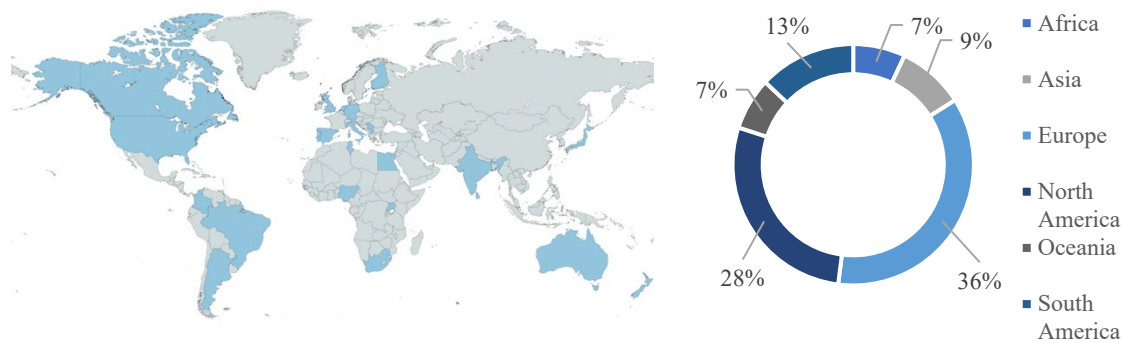 13%
7%
9%
7%
28%
36%
Africa
Asia
Europe
North
America
Oceania
South
America